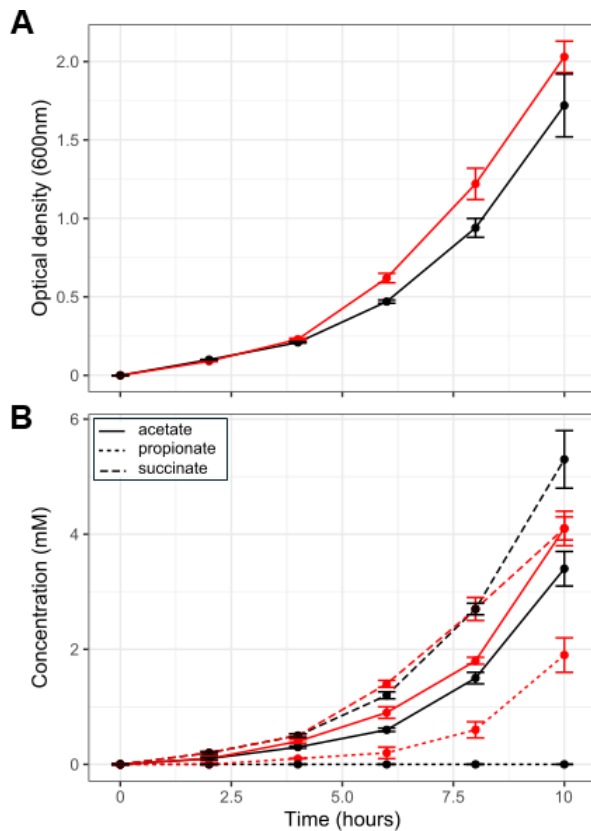 A
Optical density (600nm)
2.0
1.5
1.0
0.5
0
B
acetate
propionate
succinate
Concentration (mM)
6
4
2
0
0 2.5 5.0 7.5 10
Time (hours)